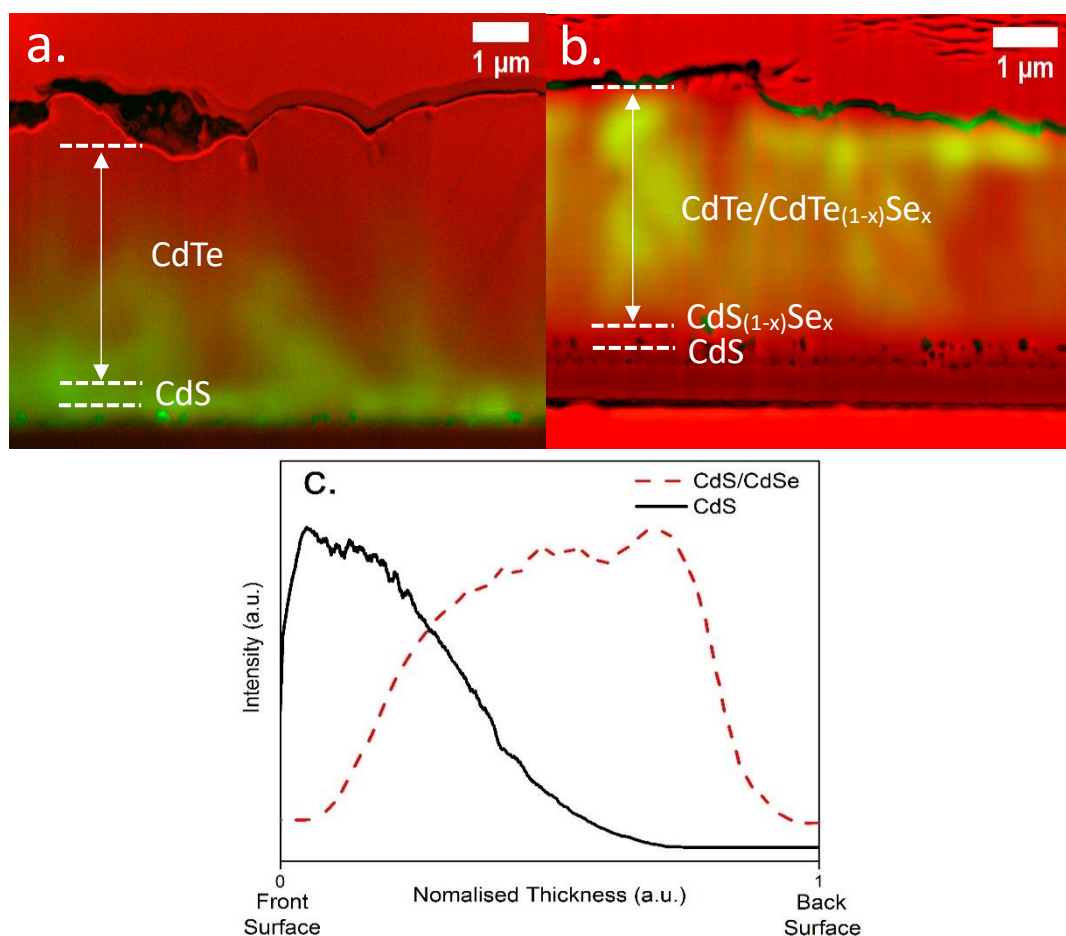 a.
1 µm
CdTe
CdS
b.
1 µm
CdTe/CdTe(1-x)Sex
CdS(1-x)Sex
CdS
c.
CdS/CdSe
CdS
Intensity (a.u.)
0
1
Nomalised Thickness (a.u.)
Front
Surface
Back
Surface